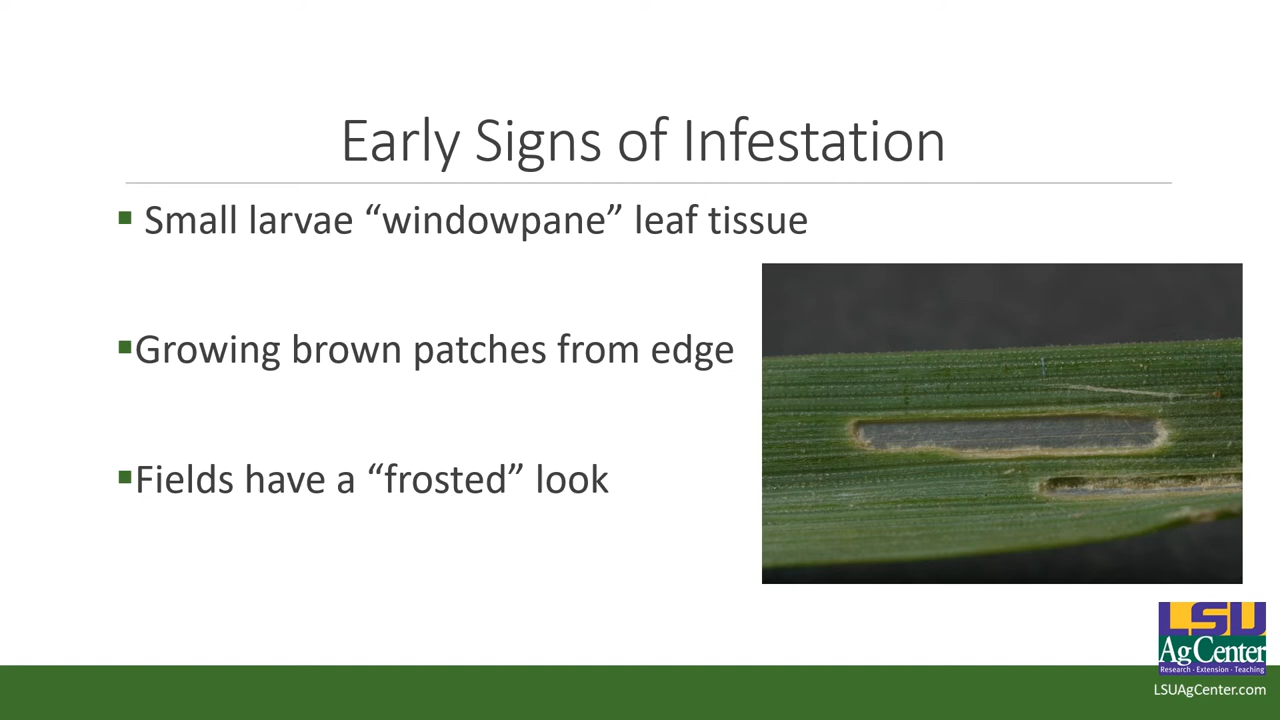 Early Signs of Infestation
▪ Small larvae “windowpane” leaf tissue
▪Growing brown patches from edge
▪Fields have a “frosted” look
LSU
AgCenter
Research · Extension · Teaching
LSUAgCenter.com